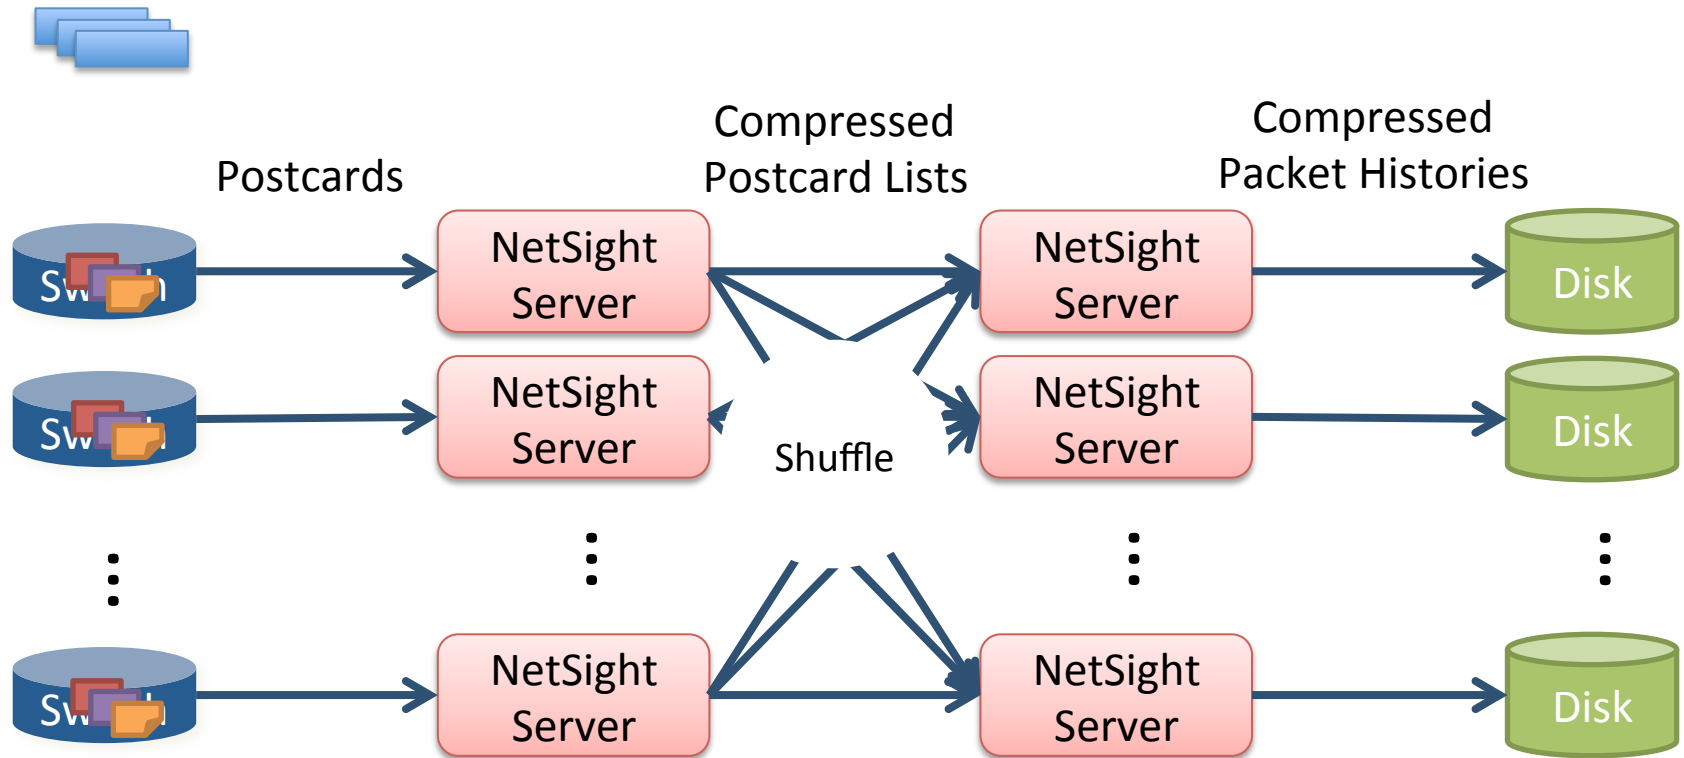 Compressed
Postcard Lists
Compressed
Packet Histories
Postcards
NetSight
Server
NetSight
Server
Disk
NetSight
Server
Shuffle
NetSight
Server
Disk
NetSight
Server
NetSight
Server
Disk